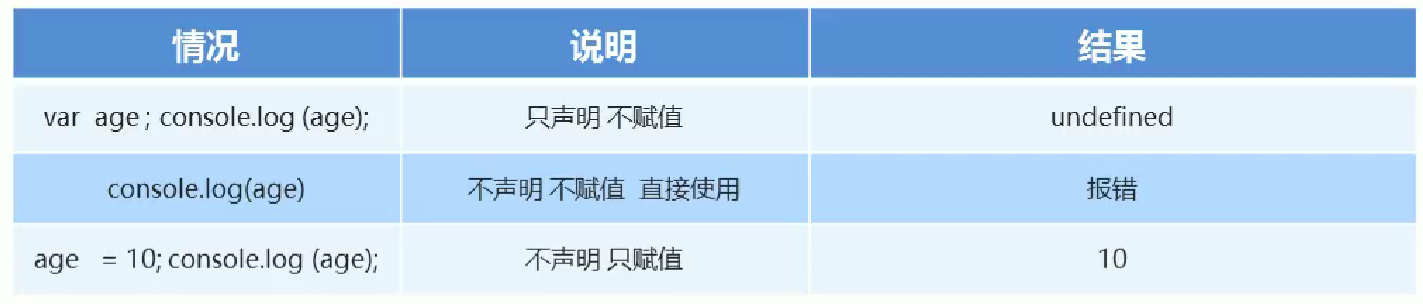 情况 说明 结果
var age ; console.log (age); 只声明 不赋值 undefined
console.log(age) 不声明 不赋值 直接使用 报错
age = 10; console.log (age); 不声明 只赋值 10